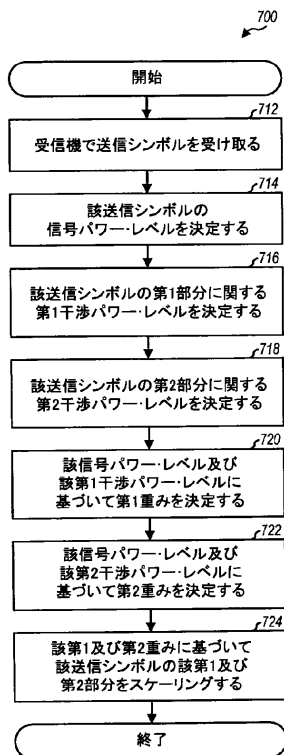 700
開始
712
受信機で送信シンボルを受け取る
714
該送信シンボルの
信号パワー・レベルを決定する
716
該送信シンボルの第1部分に関する
第1干渉パワー・レベルを決定する
718
該送信シンボルの第2部分に関する
第2干渉パワー・レベルを決定する
720
該信号パワー・レベル及び
該第1干渉パワー・レベルに
基づいて第1重みを決定する
722
該信号パワー・レベル及び
該第2干渉パワー・レベルに
基づいて第2重みを決定する
724
該第1及び第2重みに基づいて
該送信シンボルの該第1及び
第2部分をスケーリングする
終了